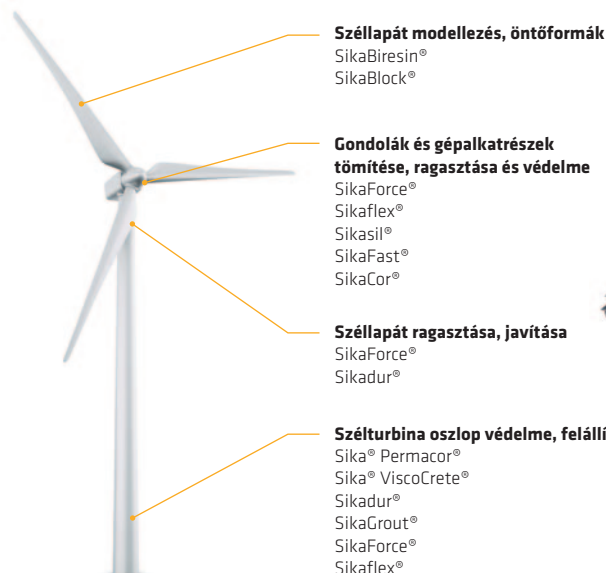 Széllapát modellezés, öntőformák
SikaBiresin®
SikaBlock®
Gondolák és gépalkatrészek
tömítése, ragasztása és védelme
SikaForce®
Sikaflex®
Sikasil®
SikaFast®
SikaCor®
Széllapát ragasztása, javítása
SikaForce®
Sikadur®
Szélturbina oszlop védelme, felállí
Sika® Permacor®
Sika® ViscoCrete®
Sikadur®
SikaGrout®
SikaForce®
Sikaflex®